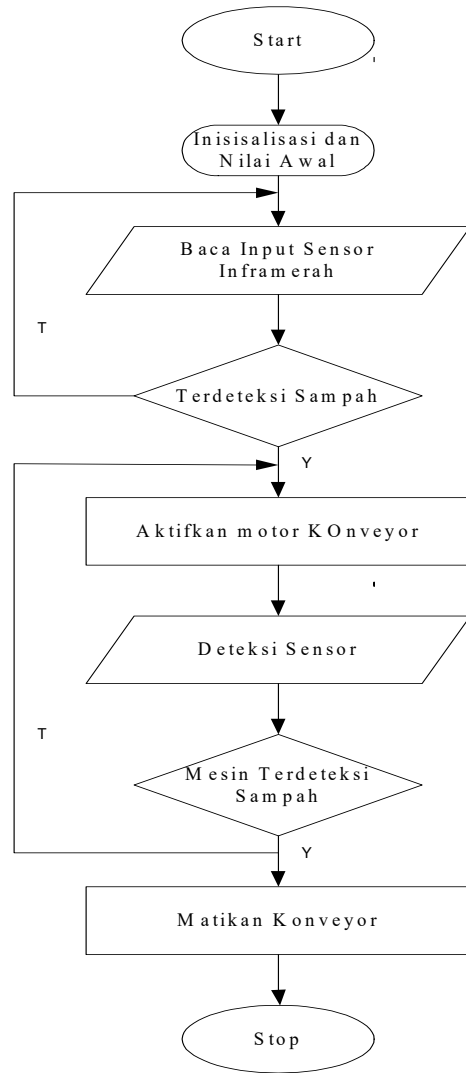 Start
Inisisalisasi dan
Nilai Awal
Baca Input Sensor
Inframerah
T
Terdeteksi Sampah
Y
Aktifkan motor KOnveyor
Deteksi Sensor
T
Mesin Terdeteksi
Sampah
Y
Matikan Konveyor
Stop